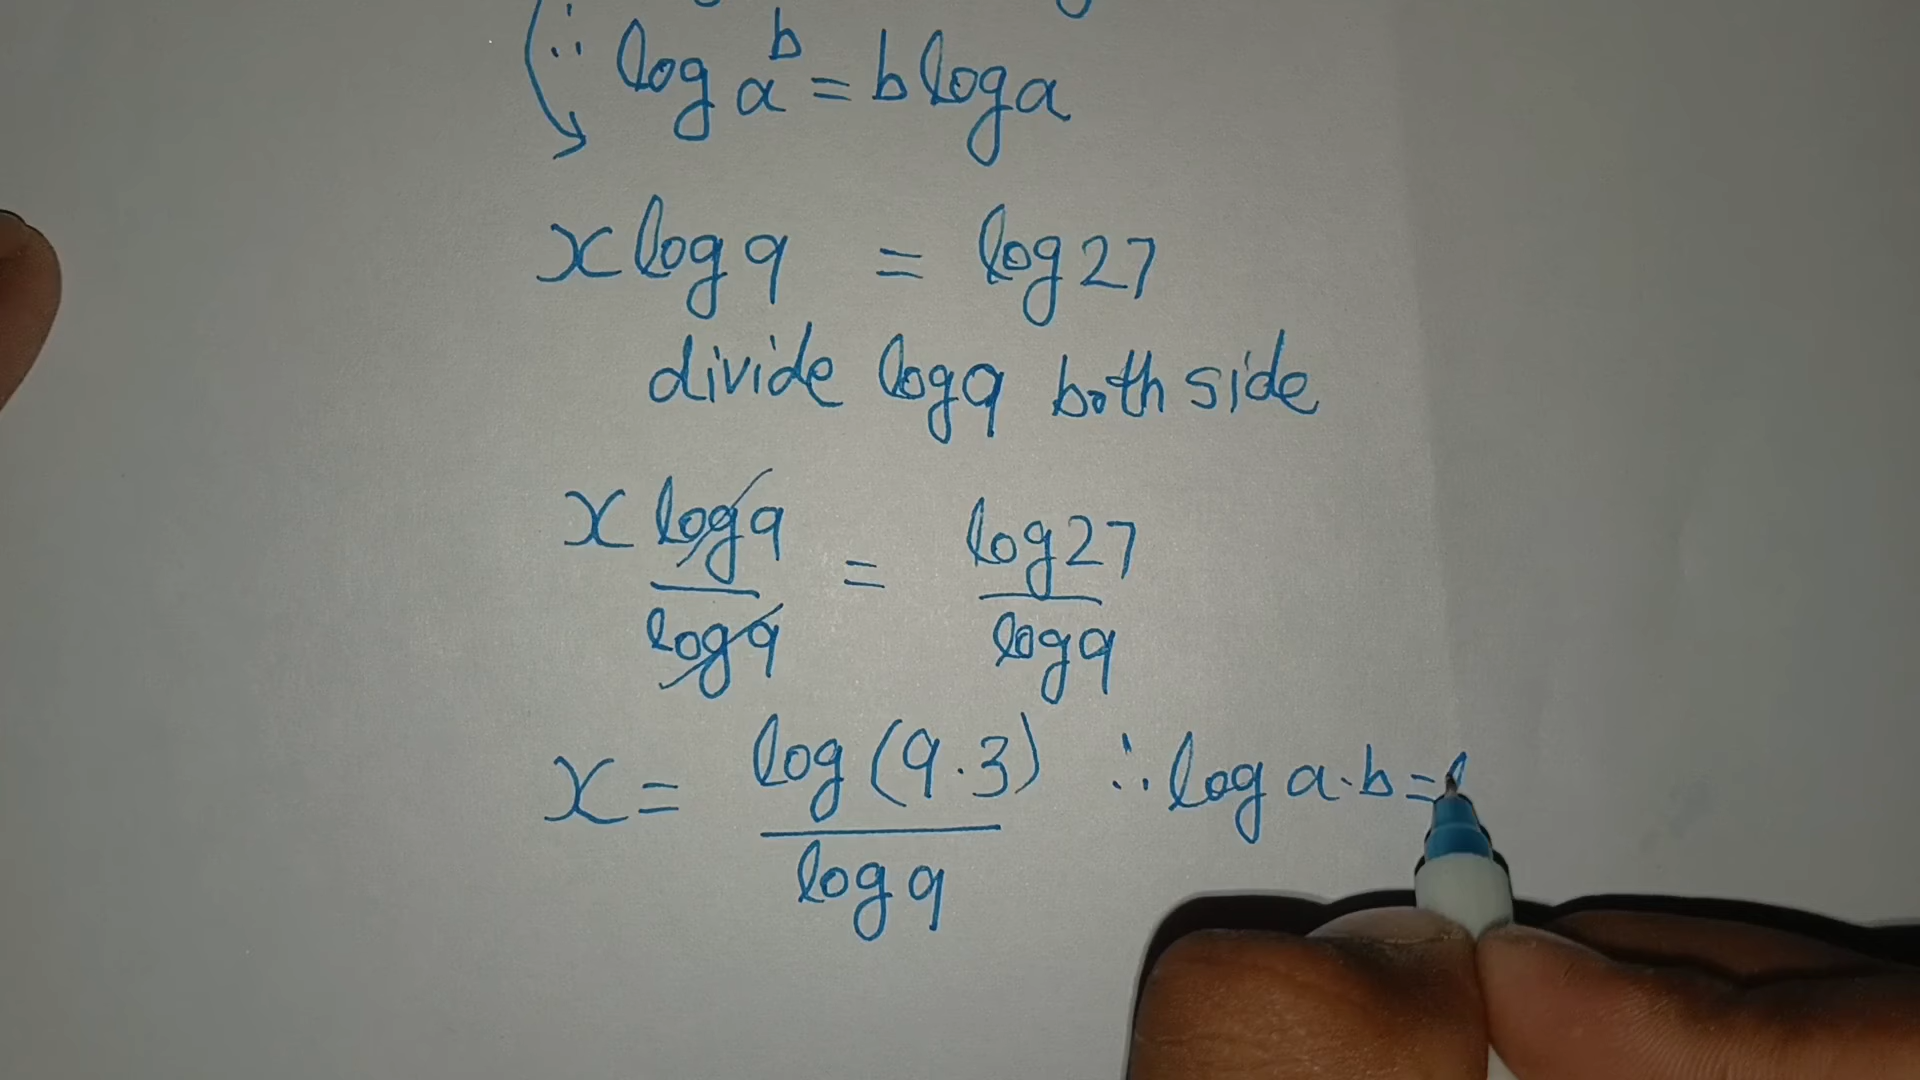 ∵ log a^b = b log a
x log 9 = log 27
divide log 9 both side
x log 9 / log 9 = log 27 / log 9
x = log (9.3) / log 9 ∴ log a.b =